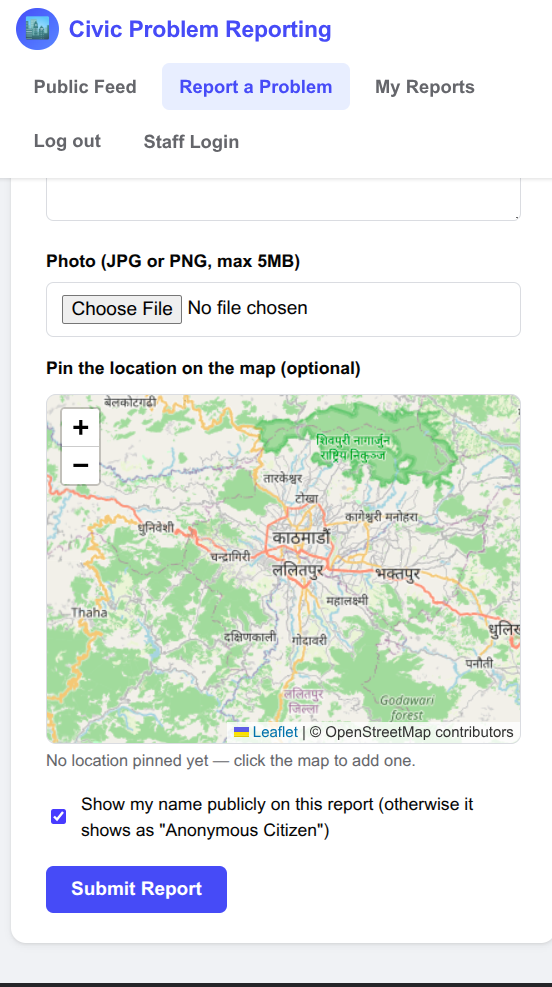 Civic Problem Reporting
Public Feed
Report a Problem
My Reports
Log out
Staff Login
Photo (JPG or PNG, max 5MB)
Choose File No file chosen
Pin the location on the map (optional)
+
−
बेलकोटगढी
शिवपुरी नागार्जुन
राष्ट्रिय निकुञ्ज
तारकेश्वर
टोखा
कागेश्वरी मनोहरा
धुनिवेशी
काठमाडौं
चन्द्रागिरी
ललितपुर
भक्तपुर
महालक्ष्मी
Thaha
दक्षिणकाली
गोदावरी
पनौती
ललितपुर
जिल्ला
Godawari
forest
Leaflet | © OpenStreetMap contributors
No location pinned yet — click the map to add one.
Show my name publicly on this report (otherwise it
shows as "Anonymous Citizen")
Submit Report